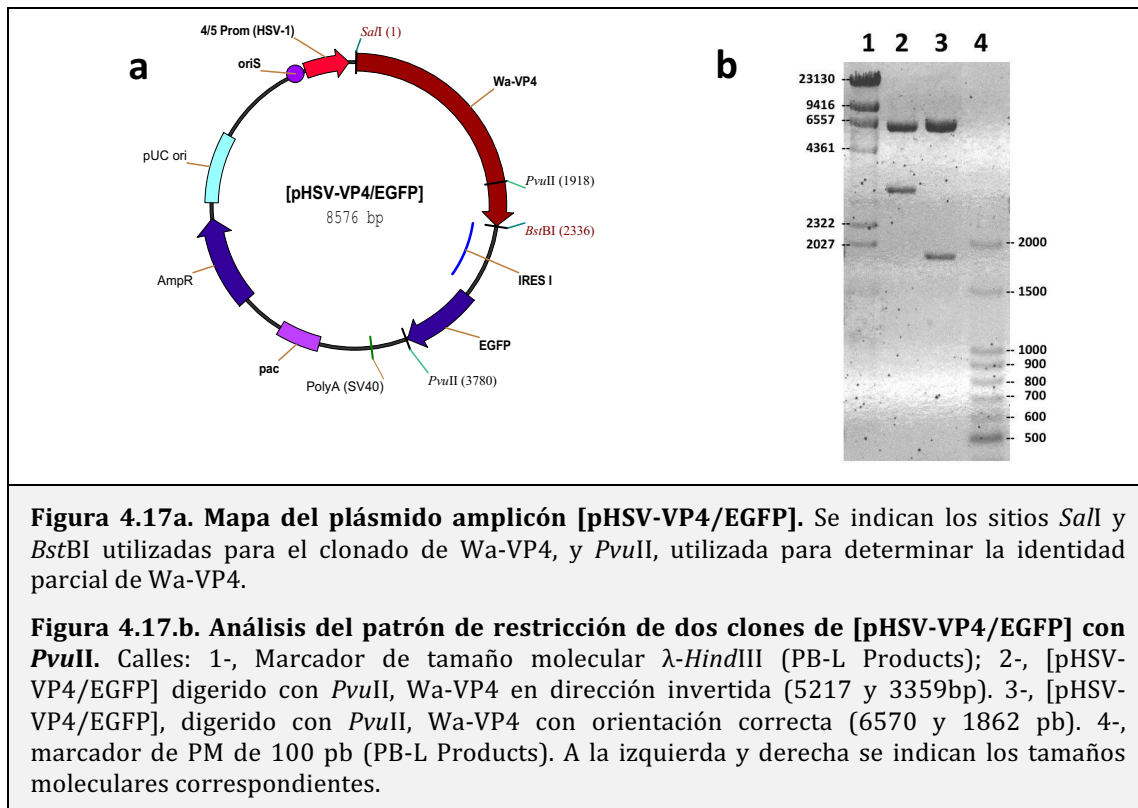 a
4/5 Prom (HSV-1)
SalI (1)
oriS
Wa-VP4
pUC ori
[pHSV-VP4/EGFP]
8576 bp
PvuII (1918)
BstBI (2336)
IRES I
AmpR
EGFP
pac
PolyA (SV40)
PvuII (3780)
b
1 2 3 4
23130
9416
6557
4361
2322
2027
2000
1500
1000
900
800
700
600
500
Figura 4.17a. Mapa del plásmido amplicón [pHSV-VP4/EGFP]. Se indican los sitios SalI y
BstBI utilizadas para el clonado de Wa-VP4, y PvuII, utilizada para determinar la identidad
parcial de Wa-VP4.
Figura 4.17.b. Análisis del patrón de restricción de dos clones de [pHSV-VP4/EGFP] con
PvuII. Calles: 1-, Marcador de tamaño molecular λ-HindIII (PB-L Products); 2-, [pHSV-
VP4/EGFP] digerido con PvuII, Wa-VP4 en dirección invertida (5217 y 3359bp). 3-, [pHSV-
VP4/EGFP], digerido con PvuII, Wa-VP4 con orientación correcta (6570 y 1862 pb). 4-,
marcador de PM de 100 pb (PB-L Products). A la izquierda y derecha se indican los tamaños
moleculares correspondientes.